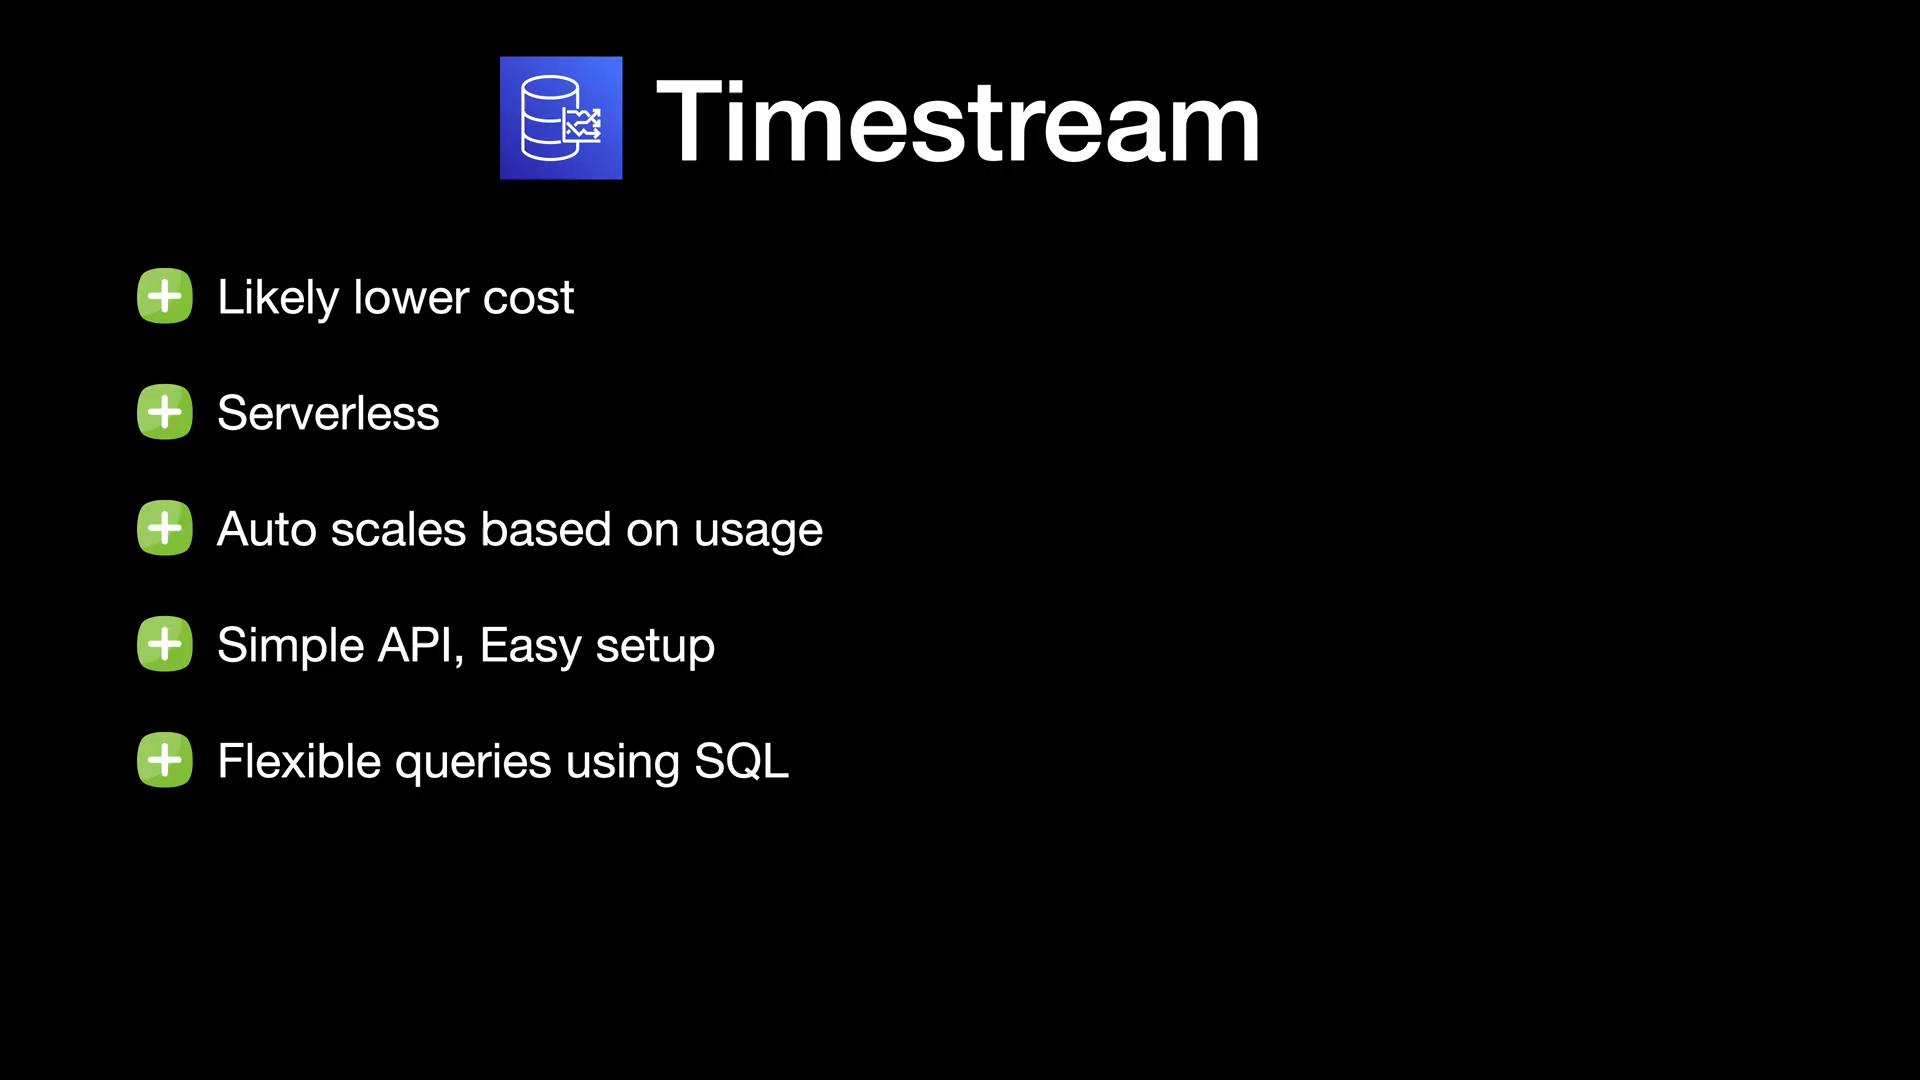 Timestream
Likely lower cost
Serverless
Auto scales based on usage
Simple API, Easy setup
Flexible queries using SQL